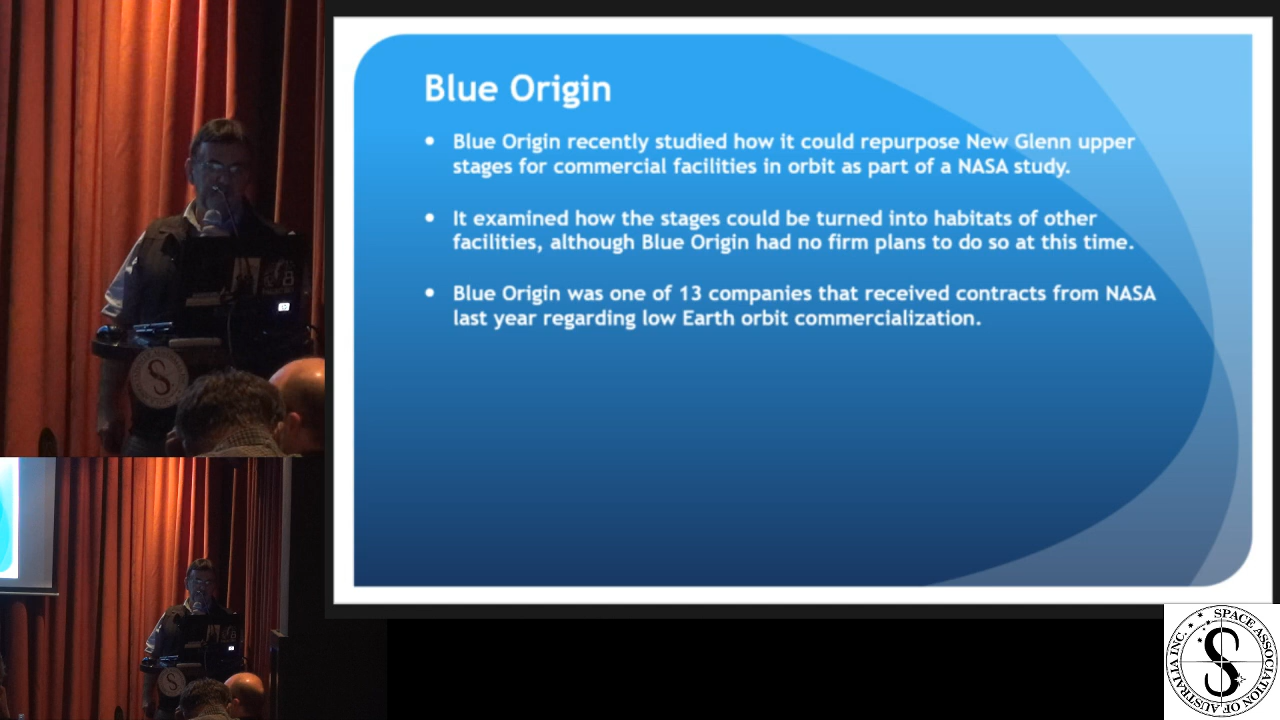 Blue Origin
• Blue Origin recently studied how it could repurpose New Glenn upper
stages for commercial facilities in orbit as part of a NASA study.
• It examined how the stages could be turned into habitats of other
facilities, although Blue Origin had no firm plans to do so at this time.
• Blue Origin was one of 13 companies that received contracts from NASA
last year regarding low Earth orbit commercialization.
SPACE ASSOCIATION OF AUSTRALIA INC.
S
S